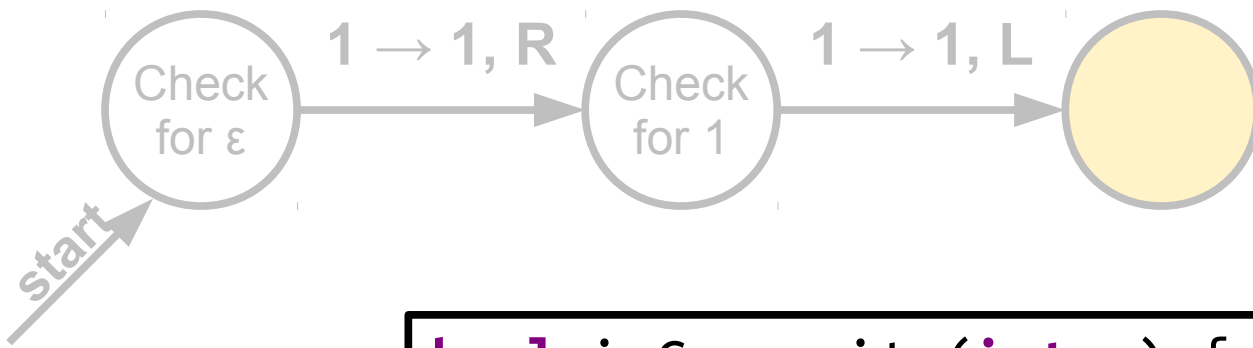 1 → 1, R
1 → 1, L
Check
for ε
Check
for 1
start